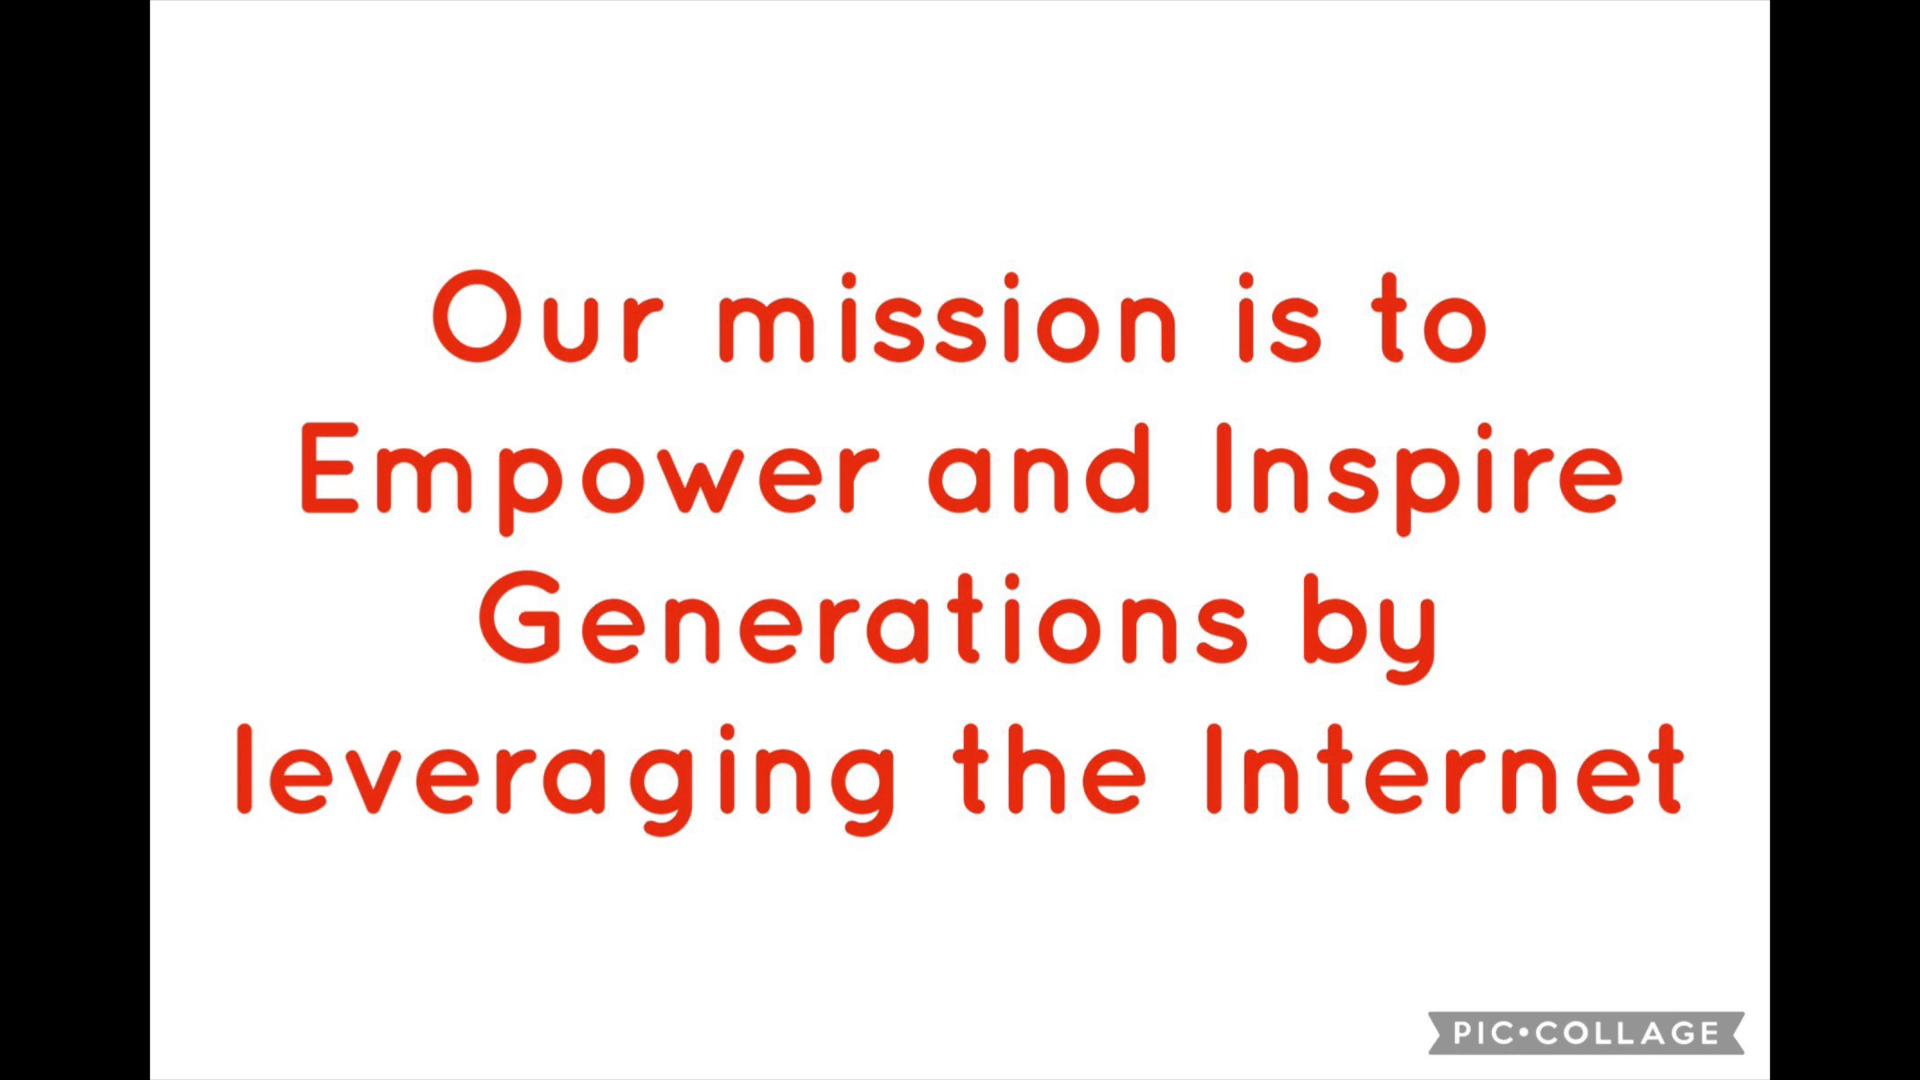 Our mission is to
Empower and Inspire
Generations by
leveraging the Internet
PIC•COLLAGE